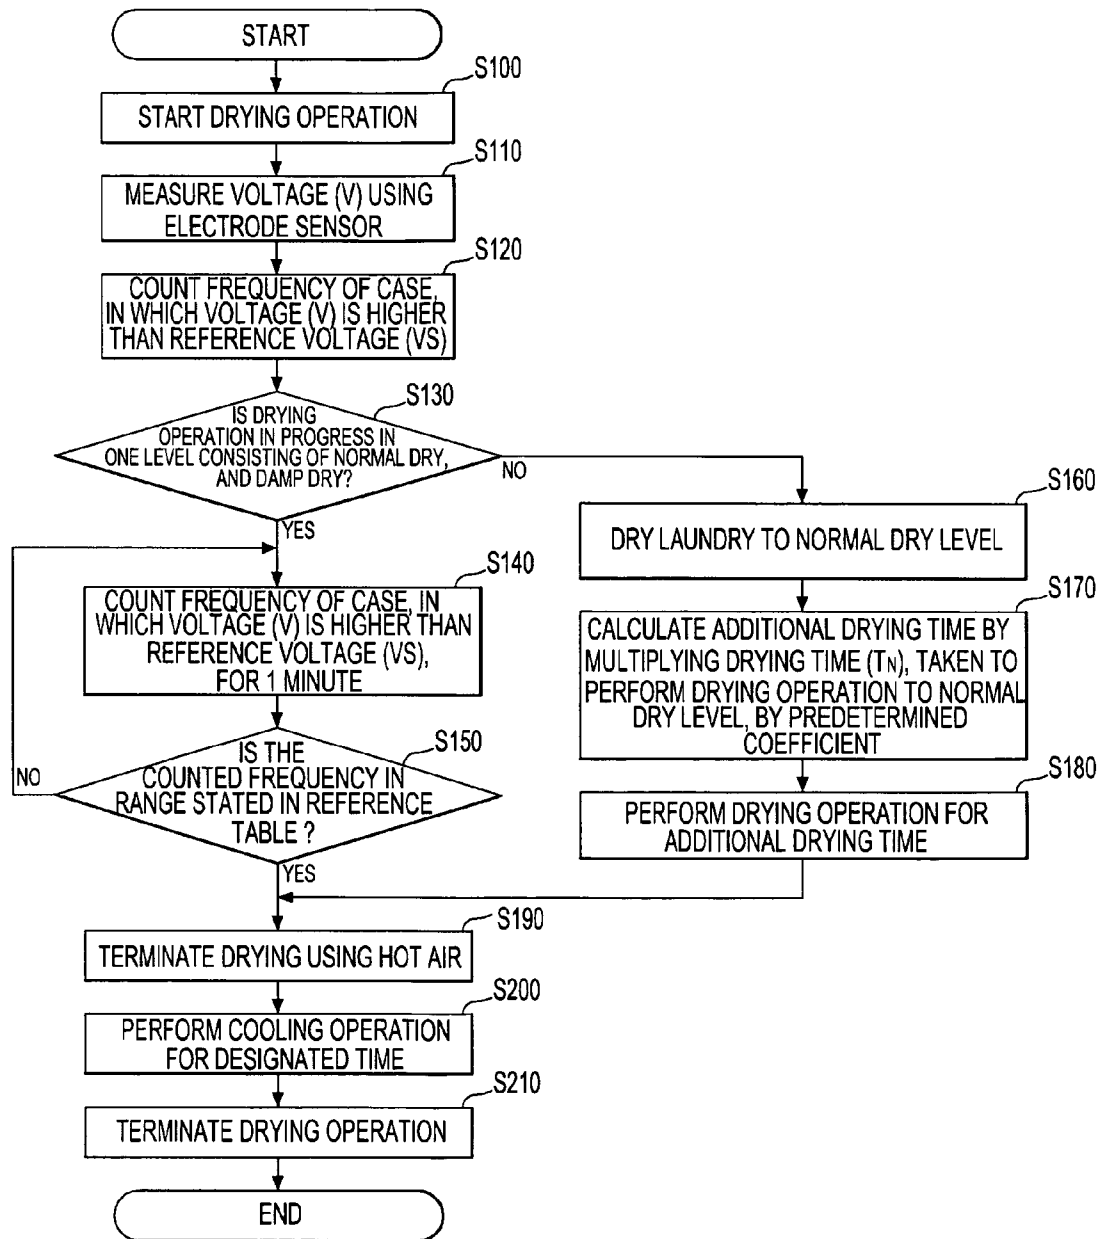 START
S100
START DRYING OPERATION
S110
MEASURE VOLTAGE (V) USING
ELECTRODE SENSOR
S120
COUNT FREQUENCY OF CASE,
IN WHICH VOLTAGE (V) IS HIGHER
THAN REFERENCE VOLTAGE (VS)
S130
IS DRYING
OPERATION IN PROGRESS IN
ONE LEVEL CONSISTING OF NORMAL DRY,
AND DAMP DRY?
NO
YES
S140
COUNT FREQUENCY OF CASE, IN
WHICH VOLTAGE (V) IS HIGHER THAN
REFERENCE VOLTAGE (VS),
FOR 1 MINUTE
S150
IS THE
COUNTED FREQUENCY IN
RANGE STATED IN REFERENCE
TABLE ?
NO
YES
S160
DRY LAUNDRY TO NORMAL DRY LEVEL
S170
CALCULATE ADDITIONAL DRYING TIME BY
MULTIPLYING DRYING TIME (TN), TAKEN TO
PERFORM DRYING OPERATION TO NORMAL
DRY LEVEL, BY PREDETERMINED
COEFFICIENT
S180
PERFORM DRYING OPERATION FOR
ADDITIONAL DRYING TIME
S190
TERMINATE DRYING USING HOT AIR
S200
PERFORM COOLING OPERATION
FOR DESIGNATED TIME
S210
TERMINATE DRYING OPERATION
END